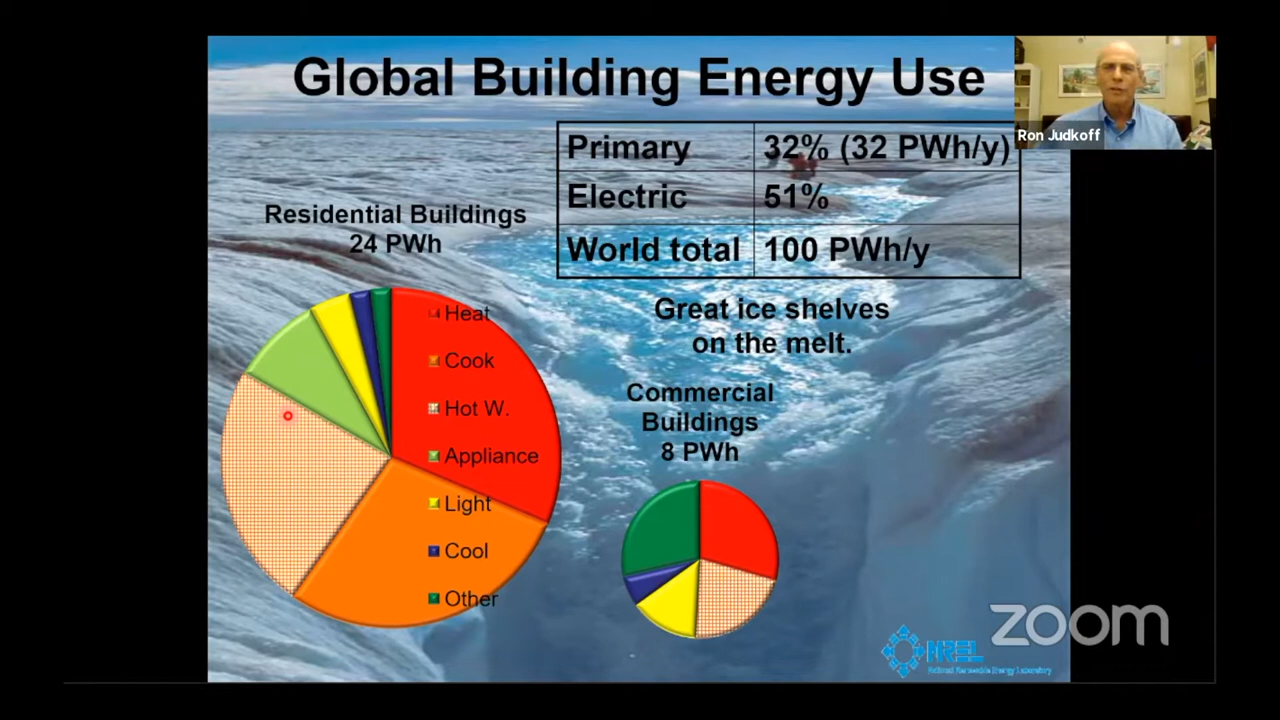 Global Building Energy Use
Ron Judkoff
Primary 32% (32 PWh/y)
Electric 51%
World total 100 PWh/y
Residential Buildings
24 PWh
Heat
Cook
Hot W.
Appliance
Light
Cool
Other
Great ice shelves
on the melt.
Commercial
Buildings
8 PWh
zoom
NREL
National Renewable Energy Laboratory